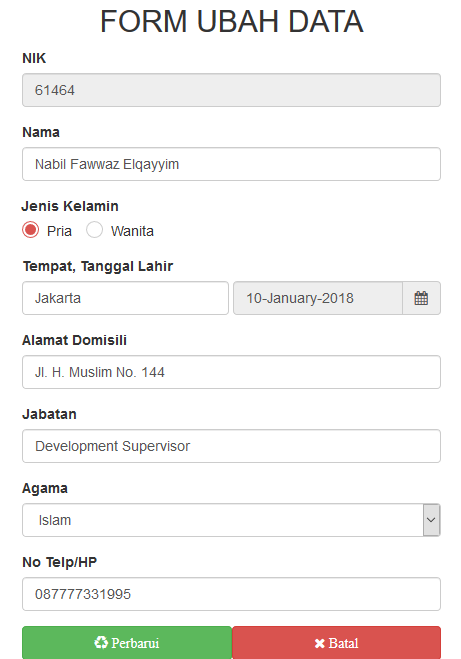 FORM UBAH DATA
NIK
61464
Nama
Nabil Fawwaz Elqayyim
Jenis Kelamin
Pria Wanita
Tempat, Tanggal Lahir
Jakarta 10-January-2018
Alamat Domisili
Jl. H. Muslim No. 144
Jabatan
Development Supervisor
Agama
Islam
No Telp/HP
087777331995
Perbarui Batal